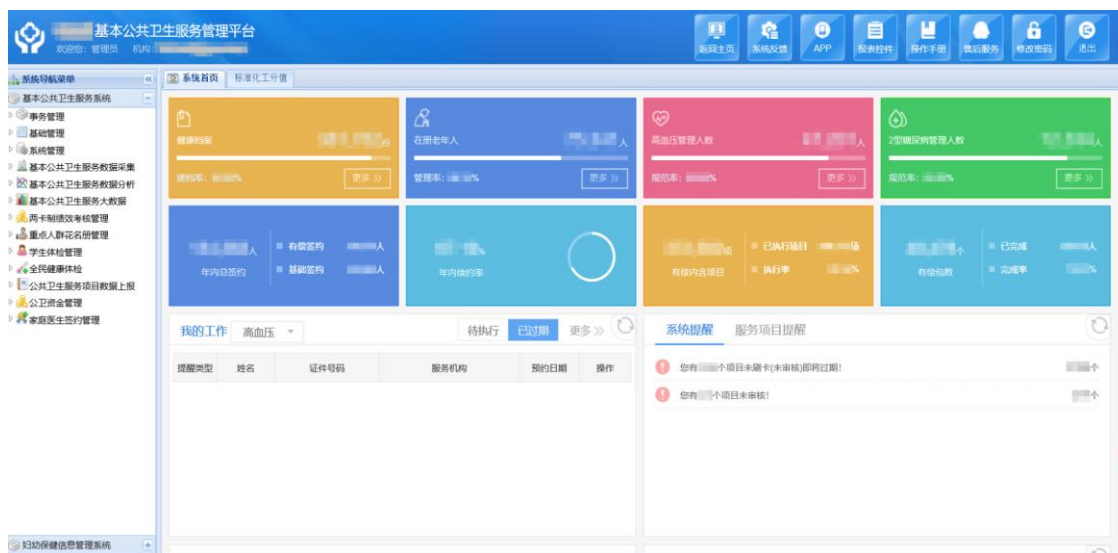 基本公共卫生服务管理平台
欢迎您: 管理员 机构:
返回主页 系统反馈 APP 报表控件 操作手册 售后服务 修改密码 退出
系统导航菜单
系统首页 标准化工分值
基本公共卫生服务系统
事务管理
基础管理
系统管理
基本公共卫生服务数据采集
基本公共卫生服务数据分析
基本公共卫生服务大数据
两卡制绩效考核管理
重点人群花名册管理
学生体检管理
全民健康体检
公共卫生服务项目数据上报
公卫资金管理
家庭医生签约管理
妇幼保健信息管理系统
健康档案 份
建档率: % 更多 >>
在册老年人 人
管理率: % 更多 >>
高血压管理人数 人
规范率: % 更多 >>
2型糖尿病管理人数 人
规范率: % 更多 >>
人 年内总签约
有偿签约 人
基础签约 人
% 年内续约率
项 有偿内含项目
已执行项目 项
执行率 %
个 有偿包数
已完成 人
完成率 %
我的工作 高血压 待执行 已过期 更多 >>
提醒类型 姓名 证件号码 服务机构 预约日期 操作
系统提醒 服务项目提醒
您有 个项目未刷卡(未审核)即将过期! 个
您有 个项目未审核! 个